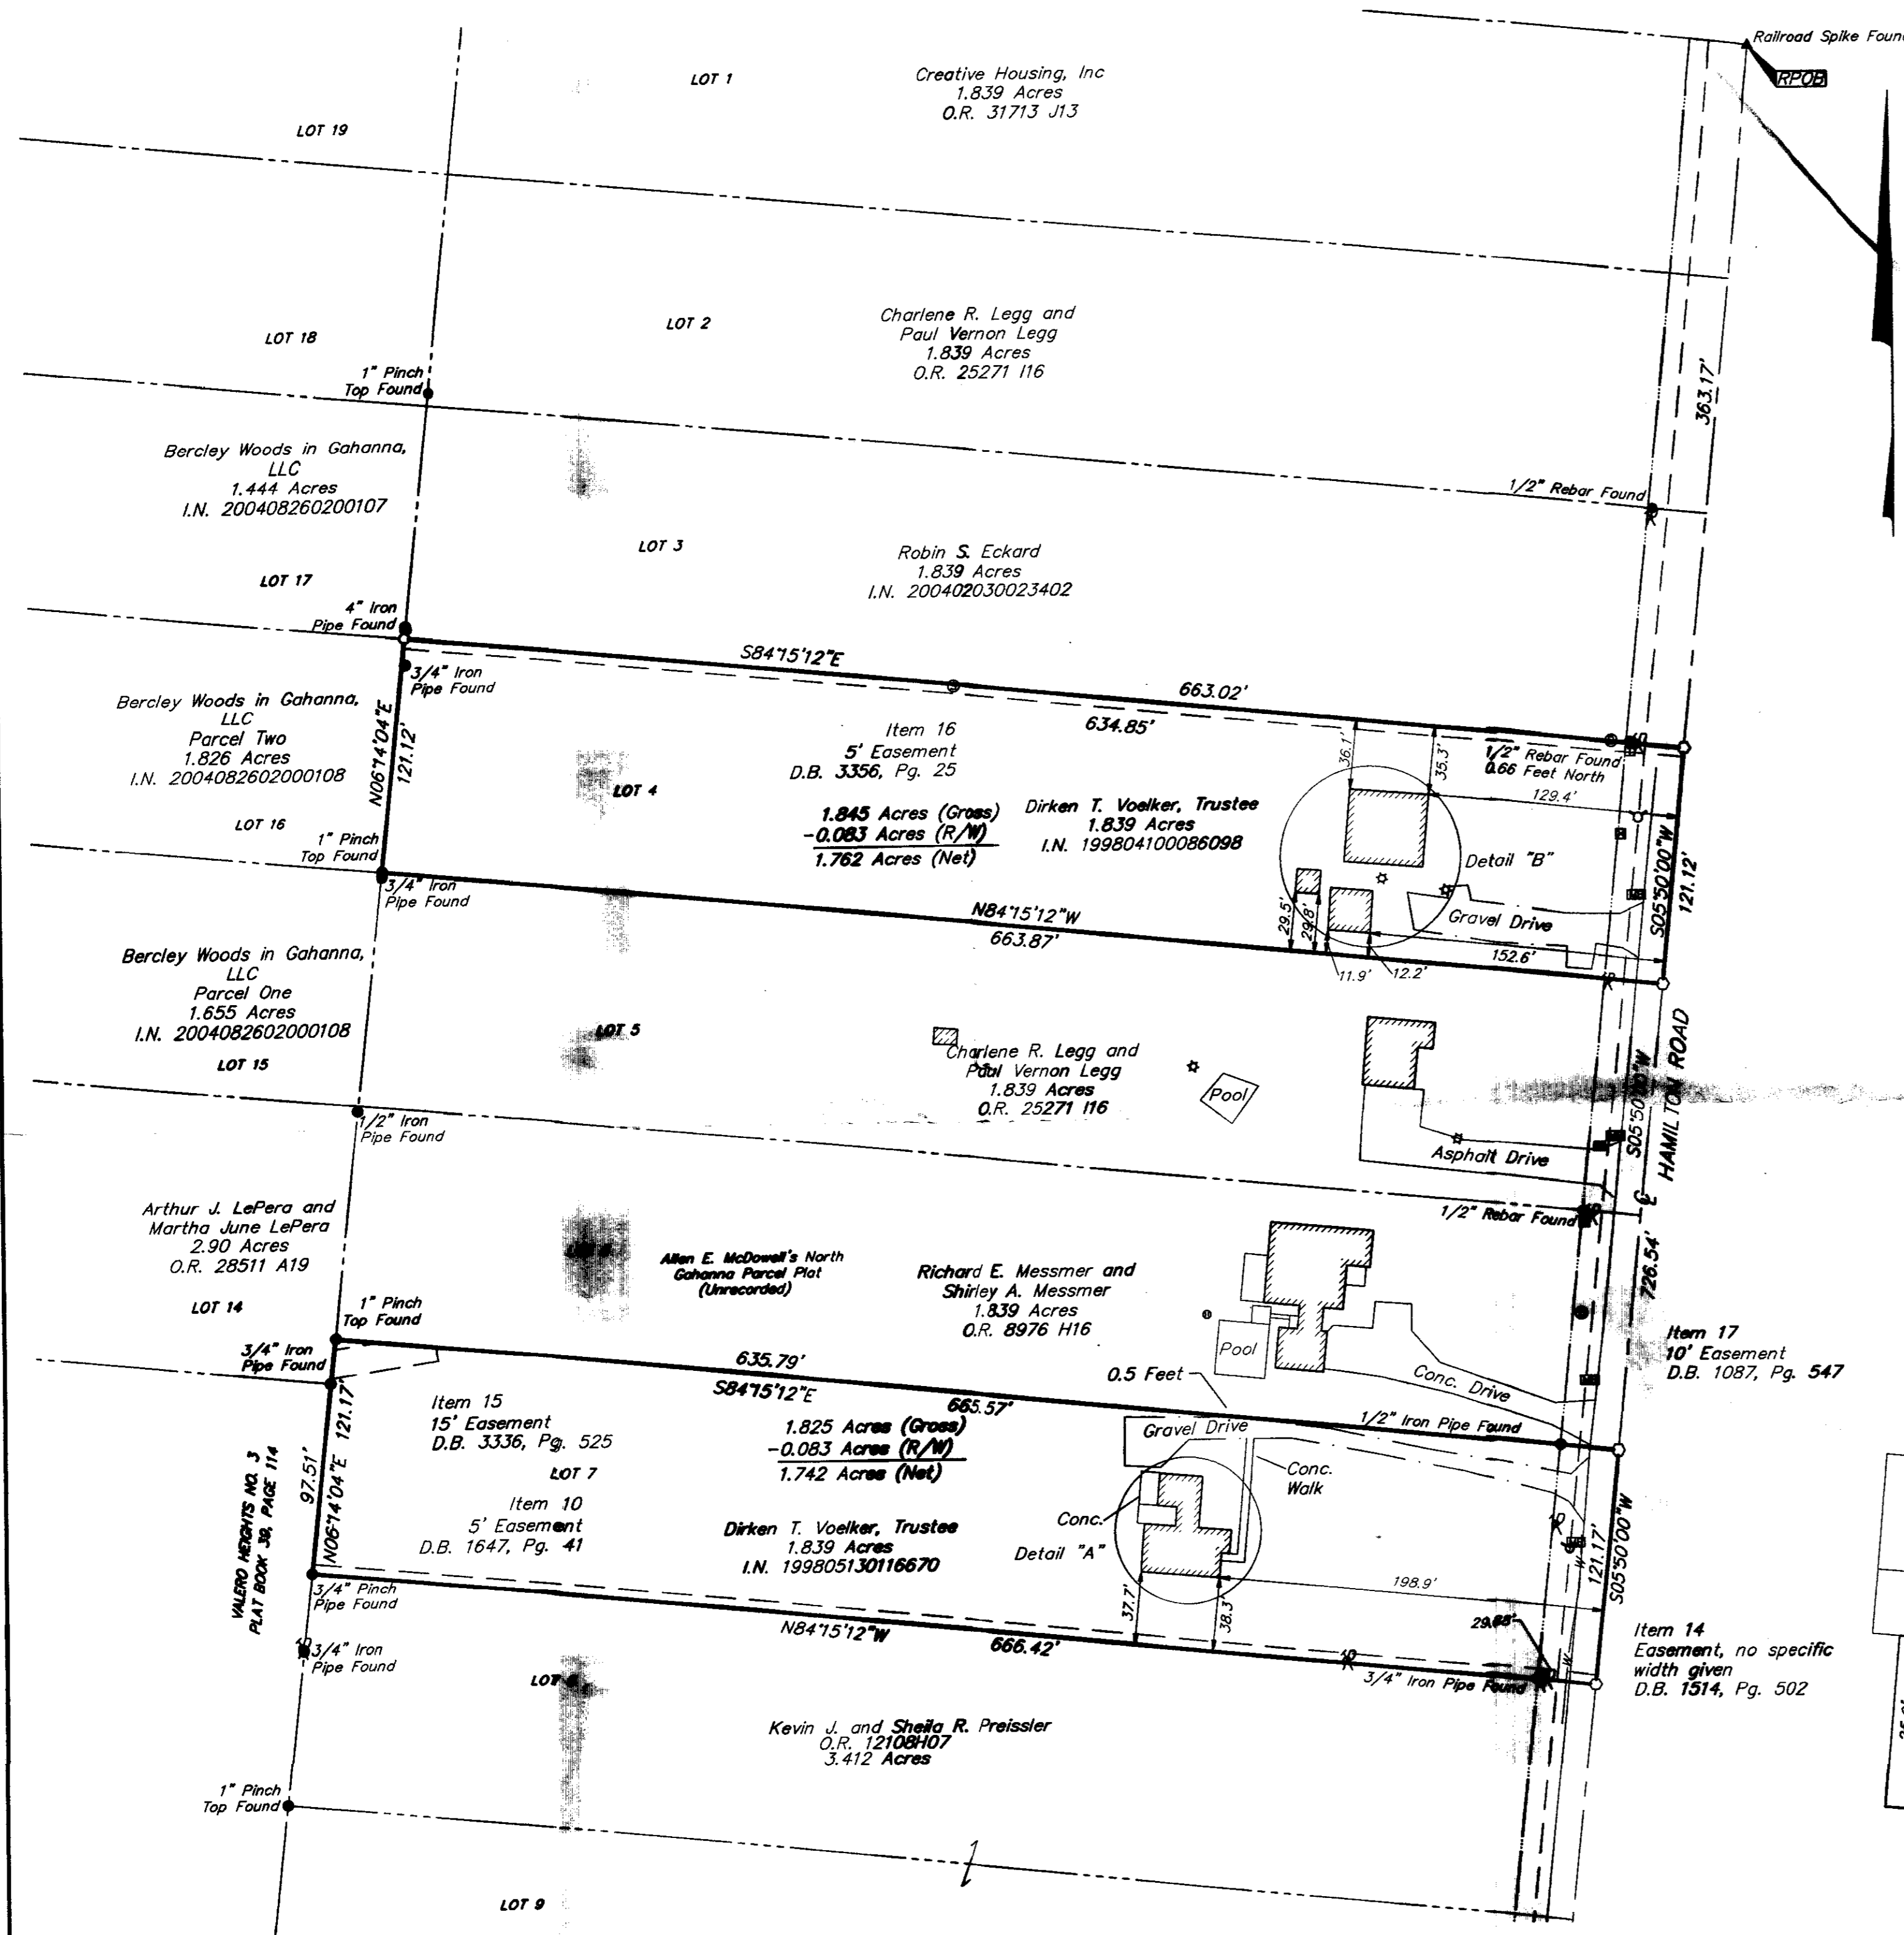 Railroad Spike Foun
RPOB
LOT 1
Creative Housing, Inc
1.839 Acres
O.R. 31713 J13
LOT 19
LOT 18
LOT 2
Charlene R. Legg and
Paul Vernon Legg
1.839 Acres
O.R. 25271 I16
363.17'
1" Pinch
Top Found
Bercley Woods in Gahanna,
LLC
1.444 Acres
I.N. 200408260200107
1/2" Rebar Found
LOT 17
LOT 3
Robin S. Eckard
1.839 Acres
I.N. 200402030023402
4" Iron
Pipe Found
S84°15'12"E
663.02'
634.85'
3/4" Iron
Pipe Found
Bercley Woods in Gahanna,
LLC
Parcel Two
1.826 Acres
I.N. 2004082602000108
N06°14'04"E
121.12'
Item 16
5' Easement
D.B. 3356, Pg. 25
36.1'
35.3'
1/2" Rebar Found
0.66 Feet North
129.4'
LOT 4
1.845 Acres (Gross)
-0.083 Acres (R/W)
1.762 Acres (Net)
Dirken T. Voelker, Trustee
1.839 Acres
I.N. 199804100086098
Detail "B"
S05°50'00"W
121.12'
LOT 16
1" Pinch
Top Found
3/4" Iron
Pipe Found
N84°15'12"W
663.87'
29.5'
29.8'
Gravel Drive
152.6'
11.9'
12.2'
Bercley Woods in Gahanna,
LLC
Parcel One
1.655 Acres
I.N. 2004082602000108
LOT 15
LOT 5
Charlene R. Legg and
Paul Vernon Legg
1.839 Acres
O.R. 25271 I16
Pool
Asphalt Drive
S05°50'00"W
HAMILTON ROAD
1/2" Iron
Pipe Found
1/2" Rebar Found
726.54'
Arthur J. LePera and
Martha June LePera
2.90 Acres
O.R. 28511 A19
LOT 14
Allen E. McDowell's North
Gahanna Parcel Plat
(Unrecorded)
Richard E. Messmer and
Shirley A. Messmer
1.839 Acres
O.R. 8976 H16
Pool
Conc. Drive
Item 17
10' Easement
D.B. 1087, Pg. 547
1" Pinch
Top Found
3/4" Iron
Pipe Found
635.79'
S84°15'12"E
665.57'
0.5 Feet
1/2" Iron Pipe Found
Item 15
15' Easement
D.B. 3336, Pg. 525
LOT 7
1.825 Acres (Gross)
-0.083 Acres (R/W)
1.742 Acres (Net)
Gravel Drive
Conc.
Walk
Conc.
Detail "A"
VALERO HEIGHTS NO. 3
PLAT BOOK 39, PAGE 114
97.51'
N06°14'04"E 121.17'
Item 10
5' Easement
D.B. 1647, Pg. 41
Dirken T. Voelker, Trustee
1.839 Acres
I.N. 199805130116670
198.9'
37.7'
38.3'
121.17'
S05°50'00"W
3/4" Pinch
Pipe Found
N84°15'12"W
666.42'
3/4" Iron
Pipe Found
3/4" Iron Pipe Found
Item 14
Easement, no specific
width given
D.B. 1514, Pg. 502
LOT
Kevin J. and Sheila R. Preissler
O.R. 12108H07
3.412 Acres
1" Pinch
Top Found
LOT 9